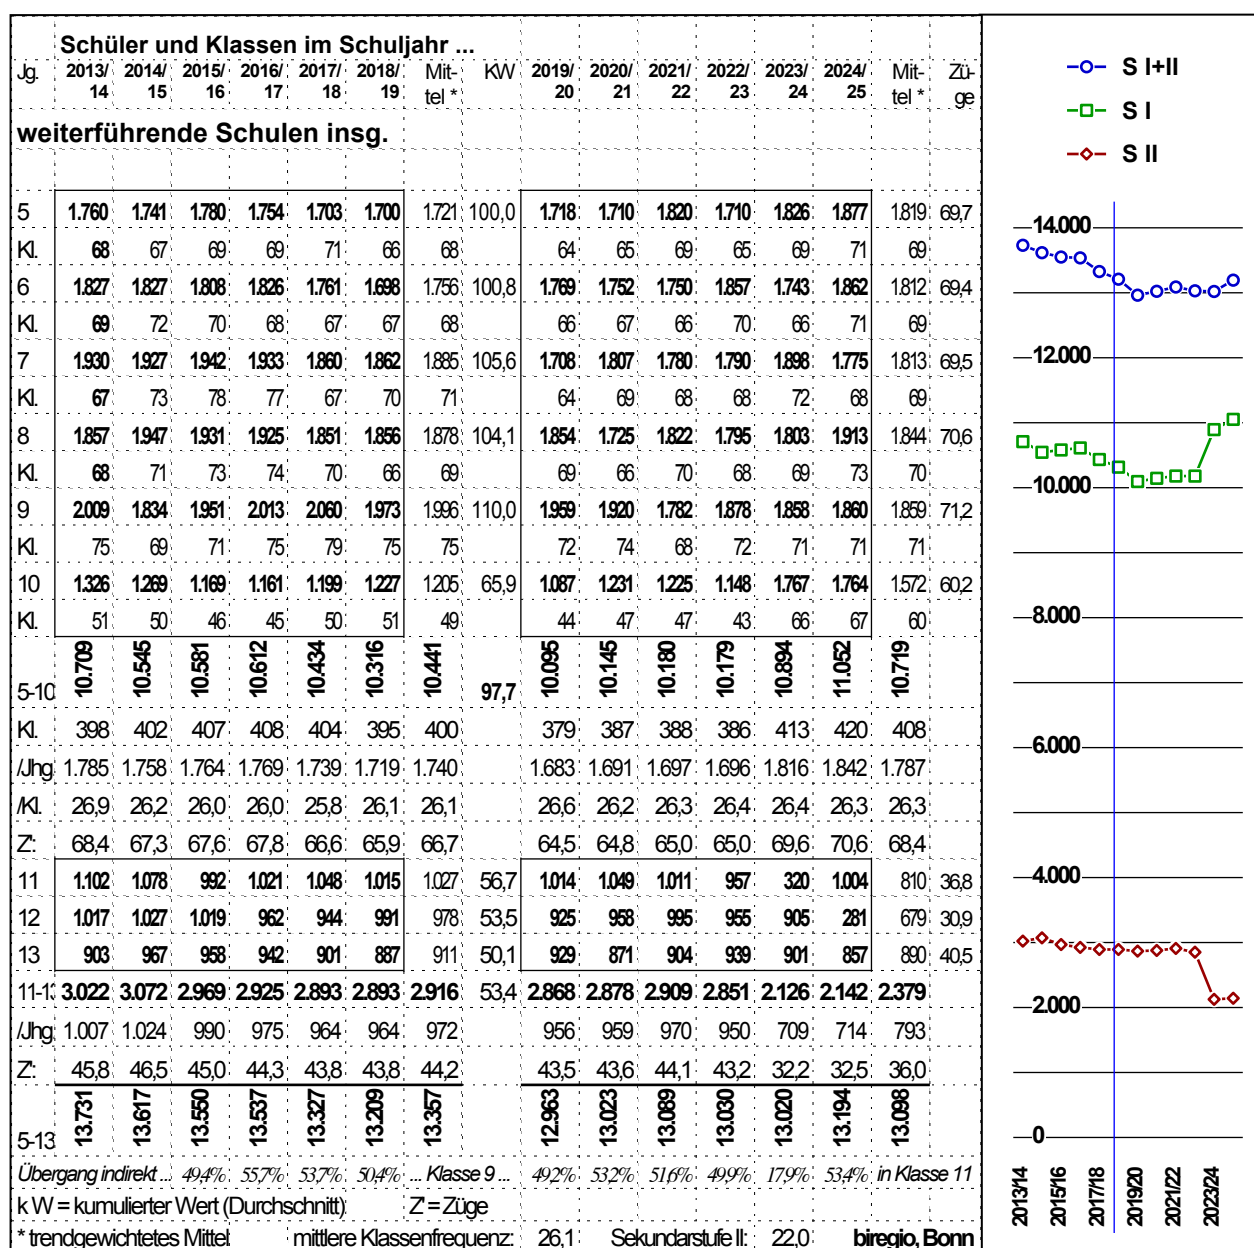 Schüler und Klassen im Schuljahr ...
Jg. 2013/14 2014/15 2015/16 2016/17 2017/18 2018/19 Mittel * KW 2019/20 2020/21 2021/22 2022/23 2023/24 2024/25 Mittel * Züge
weiterführende Schulen insg.
5 1.760 1.741 1.780 1.754 1.703 1.700 1.721 100,0 1.718 1.710 1.820 1.710 1.826 1.877 1.819 69,7
Kl. 68 67 69 69 71 66 68 64 65 69 65 69 71 69
6 1.827 1.827 1.808 1.826 1.761 1.698 1.756 100,8 1.769 1.752 1.750 1.857 1.743 1.862 1.812 69,4
Kl. 69 72 70 68 67 67 68 66 67 66 70 66 71 69
7 1.930 1.927 1.942 1.933 1.860 1.862 1.885 105,6 1.708 1.807 1.780 1.790 1.898 1.775 1.813 69,5
Kl. 67 73 78 77 67 70 71 64 69 68 68 72 68 69
8 1.857 1.947 1.931 1.925 1.851 1.856 1.878 104,1 1.854 1.725 1.822 1.795 1.803 1.913 1.844 70,6
Kl. 68 71 73 74 70 66 69 69 66 70 68 69 73 70
9 2.009 1.834 1.951 2.013 2.060 1.973 1.996 110,0 1.959 1.920 1.782 1.878 1.858 1.860 1.859 71,2
Kl. 75 69 71 75 79 75 75 72 74 68 72 71 71 71
10 1.326 1.269 1.169 1.161 1.199 1.227 1.205 65,9 1.087 1.231 1.225 1.148 1.767 1.764 1.572 60,2
Kl. 51 50 46 45 50 51 49 44 47 47 43 66 67 60
5-10 10.709 10.545 10.581 10.612 10.434 10.316 10.441 97,7 10.095 10.145 10.180 10.179 10.894 11.052 10.719
Kl. 398 402 407 408 404 395 400 379 387 388 386 413 420 408
/Jhg 1.785 1.758 1.764 1.769 1.739 1.719 1.740 1.683 1.691 1.697 1.696 1.816 1.842 1.787
/Kl. 26,9 26,2 26,0 26,0 25,8 26,1 26,1 26,6 26,2 26,3 26,4 26,4 26,3 26,3
Z': 68,4 67,3 67,6 67,8 66,6 65,9 66,7 64,5 64,8 65,0 65,0 69,6 70,6 68,4
11 1.102 1.078 992 1.021 1.048 1.015 1.027 56,7 1.014 1.049 1.011 957 320 1.004 810 36,8
12 1.017 1.027 1.019 962 944 991 978 53,5 925 958 995 955 905 281 679 30,9
13 903 967 958 942 901 887 911 50,1 929 871 904 939 901 857 890 40,5
11-13 3.022 3.072 2.969 2.925 2.893 2.893 2.916 53,4 2.868 2.878 2.909 2.851 2.126 2.142 2.379
/Jhg 1.007 1.024 990 975 964 964 972 956 959 970 950 709 714 793
Z': 45,8 46,5 45,0 44,3 43,8 43,8 44,2 43,5 43,6 44,1 43,2 32,2 32,5 36,0
5-13 13.731 13.617 13.550 13.537 13.327 13.209 13.357 12.963 13.023 13.089 13.030 13.020 13.194 13.098
Übergang indirekt ... 49,4% 55,7% 53,7% 50,4% ... Klasse 9 ... 49,2% 53,2% 51,6% 49,9% 17,9% 53,4% in Klasse 11
k W = kumulierter Wert (Durchschnitt) Z' = Züge
* trendgewichtetes Mittel mittlere Klassenfrequenz: 26,1 Sekundarstufe II: 22,0 biregio, Bonn
S I+II
S I
S II
14.000
12.000
10.000
8.000
6.000
4.000
2.000
0
2013/14 2015/16 2017/18 2019/20 2021/22 2023/24